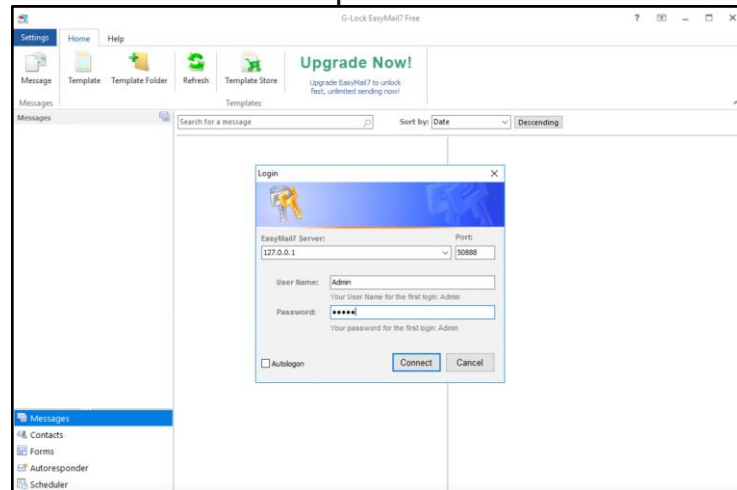 G-Lock EasyMail7 Free
Settings Home Help
Message Template Template Folder Refresh Template Store
Upgrade Now!
Upgrade EasyMail7 to unlock
fast, unlimited sending now!
Messages Templates
Messages
Search for a message Sort by: Date Descending
Login
EasyMail7 Server: Port:
127.0.0.1 50888
User Name: Admin
Your User Name for the first login: Admin
Password: •••••
Your password for the first login: Admin
Autologon Connect Cancel
Messages
Contacts
Forms
Autoresponder
Scheduler